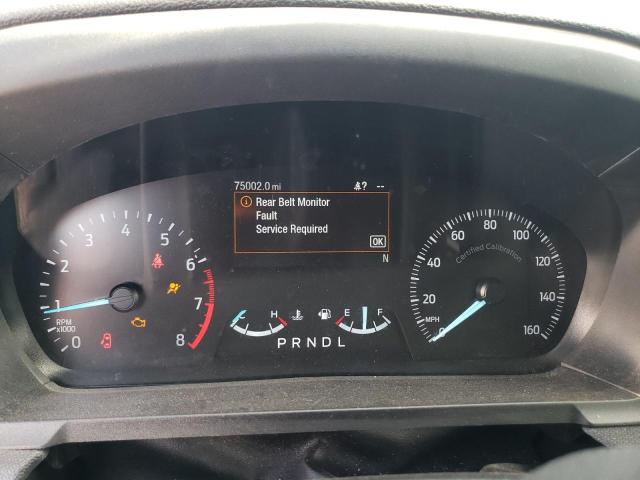 75002.0 mi ? --
Rear Belt Monitor
Fault
Service Required
OK
N
0 1 2 3 4 5 6 7 8
RPM
x1000
C H
E F
P R N D L
0 20 40 60 80 100 120 140 160
MPH
Certified Calibration